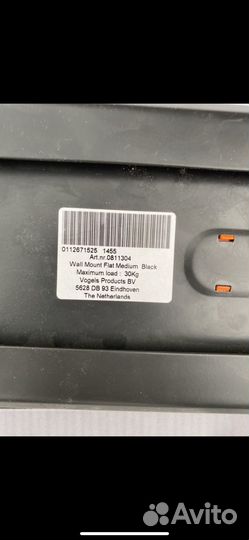 0112671525 1455
Art.nr.0811304
Wall Mount Flat Medium Black
Maximum load : 30Kg
Vogels Products BV
5628 DB 93 Eindhoven
The Netherlands
Avito